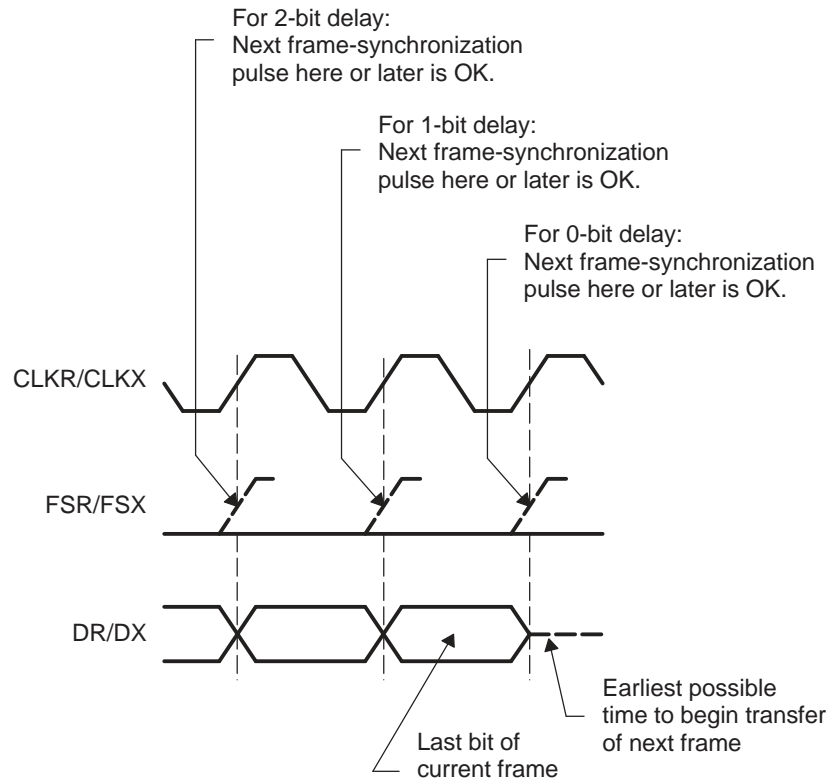 For 2-bit delay:
Next frame-synchronization
pulse here or later is OK.
For 1-bit delay:
Next frame-synchronization
pulse here or later is OK.
For 0-bit delay:
Next frame-synchronization
pulse here or later is OK.
CLKR/CLKX
FSR/FSX
DR/DX
Earliest possible
time to begin transfer
of next frame
Last bit of
current frame